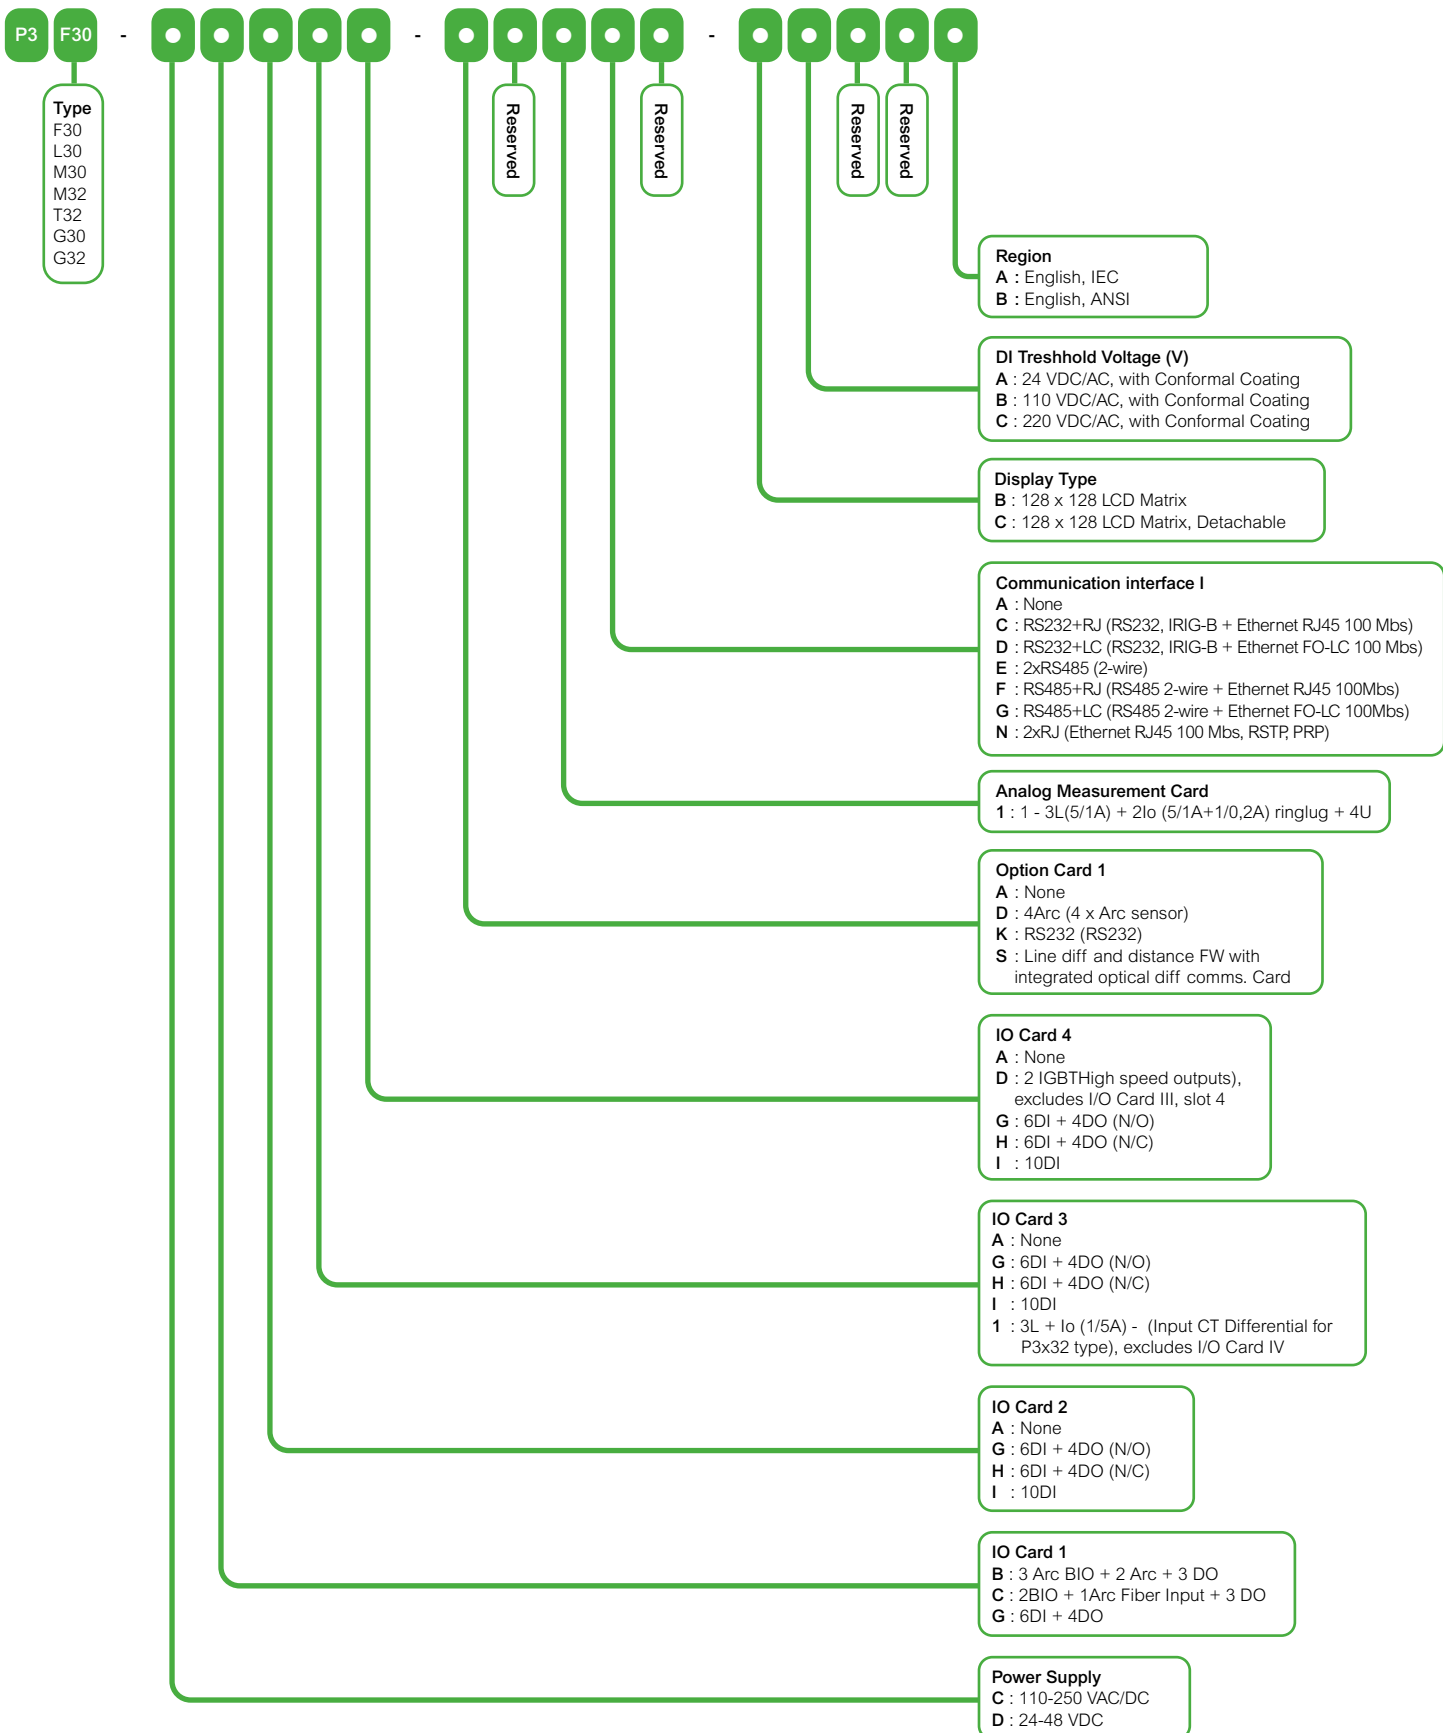 P3 F30 - - -
Type
F30
L30
M30
M32
T32
G30
G32
Reserved
Reserved
Reserved
Reserved
Region
A : English, IEC
B : English, ANSI
DI Treshhold Voltage (V)
A : 24 VDC/AC, with Conformal Coating
B : 110 VDC/AC, with Conformal Coating
C : 220 VDC/AC, with Conformal Coating
Display Type
B : 128 x 128 LCD Matrix
C : 128 x 128 LCD Matrix, Detachable
Communication interface I
A : None
C : RS232+RJ (RS232, IRIG-B + Ethernet RJ45 100 Mbs)
D : RS232+LC (RS232, IRIG-B + Ethernet FO-LC 100 Mbs)
E : 2xRS485 (2-wire)
F : RS485+RJ (RS485 2-wire + Ethernet RJ45 100Mbs)
G : RS485+LC (RS485 2-wire + Ethernet FO-LC 100Mbs)
N : 2xRJ (Ethernet RJ45 100 Mbs, RSTP, PRP)
Analog Measurement Card
1 : 1 - 3L(5/1A) + 2Io (5/1A+1/0,2A) ringlug + 4U
Option Card 1
A : None
D : 4Arc (4 x Arc sensor)
K : RS232 (RS232)
S : Line diff and distance FW with
integrated optical diff comms. Card
IO Card 4
A : None
D : 2 IGBTHigh speed outputs),
excludes I/O Card III, slot 4
G : 6DI + 4DO (N/O)
H : 6DI + 4DO (N/C)
I : 10DI
IO Card 3
A : None
G : 6DI + 4DO (N/O)
H : 6DI + 4DO (N/C)
I : 10DI
1 : 3L + Io (1/5A) - (Input CT Differential for
P3x32 type), excludes I/O Card IV
IO Card 2
A : None
G : 6DI + 4DO (N/O)
H : 6DI + 4DO (N/C)
I : 10DI
IO Card 1
B : 3 Arc BIO + 2 Arc + 3 DO
C : 2BIO + 1Arc Fiber Input + 3 DO
G : 6DI + 4DO
Power Supply
C : 110-250 VAC/DC
D : 24-48 VDC